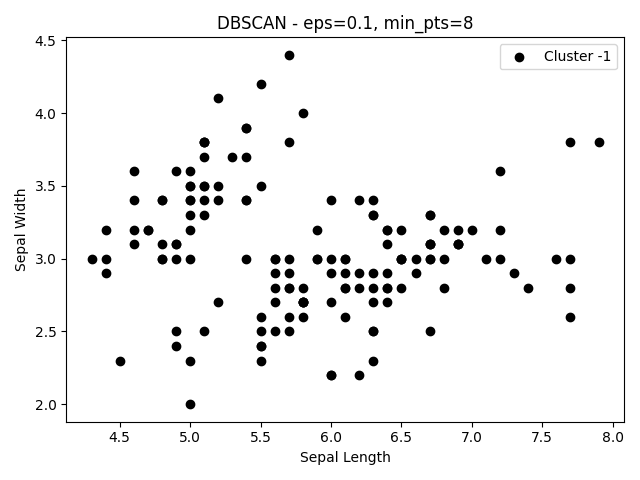 DBSCAN - eps=0.1, min_pts=8
Cluster -1
Sepal Width
4.5
4.0
3.5
3.0
2.5
2.0
4.5 5.0 5.5 6.0 6.5 7.0 7.5 8.0
Sepal Length